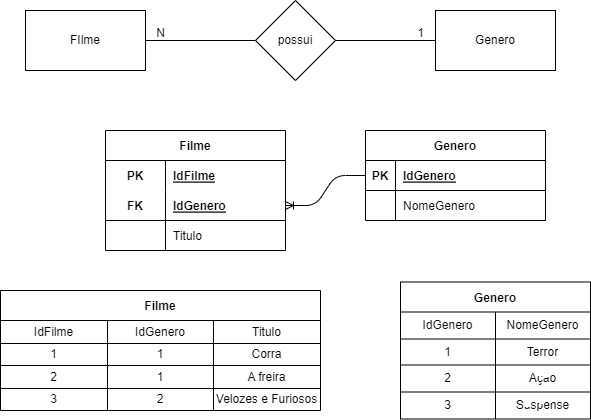 FIlme N possui 1 Genero
Filme
PK IdFilme
FK IdGenero
Titulo
Genero
PK IdGenero
NomeGenero
Filme
IdFilme IdGenero Titulo
1 1 Corra
2 1 A freira
3 2 Velozes e Furiosos
Genero
IdGenero NomeGenero
1 Terror
2 Ação
3 Suspense